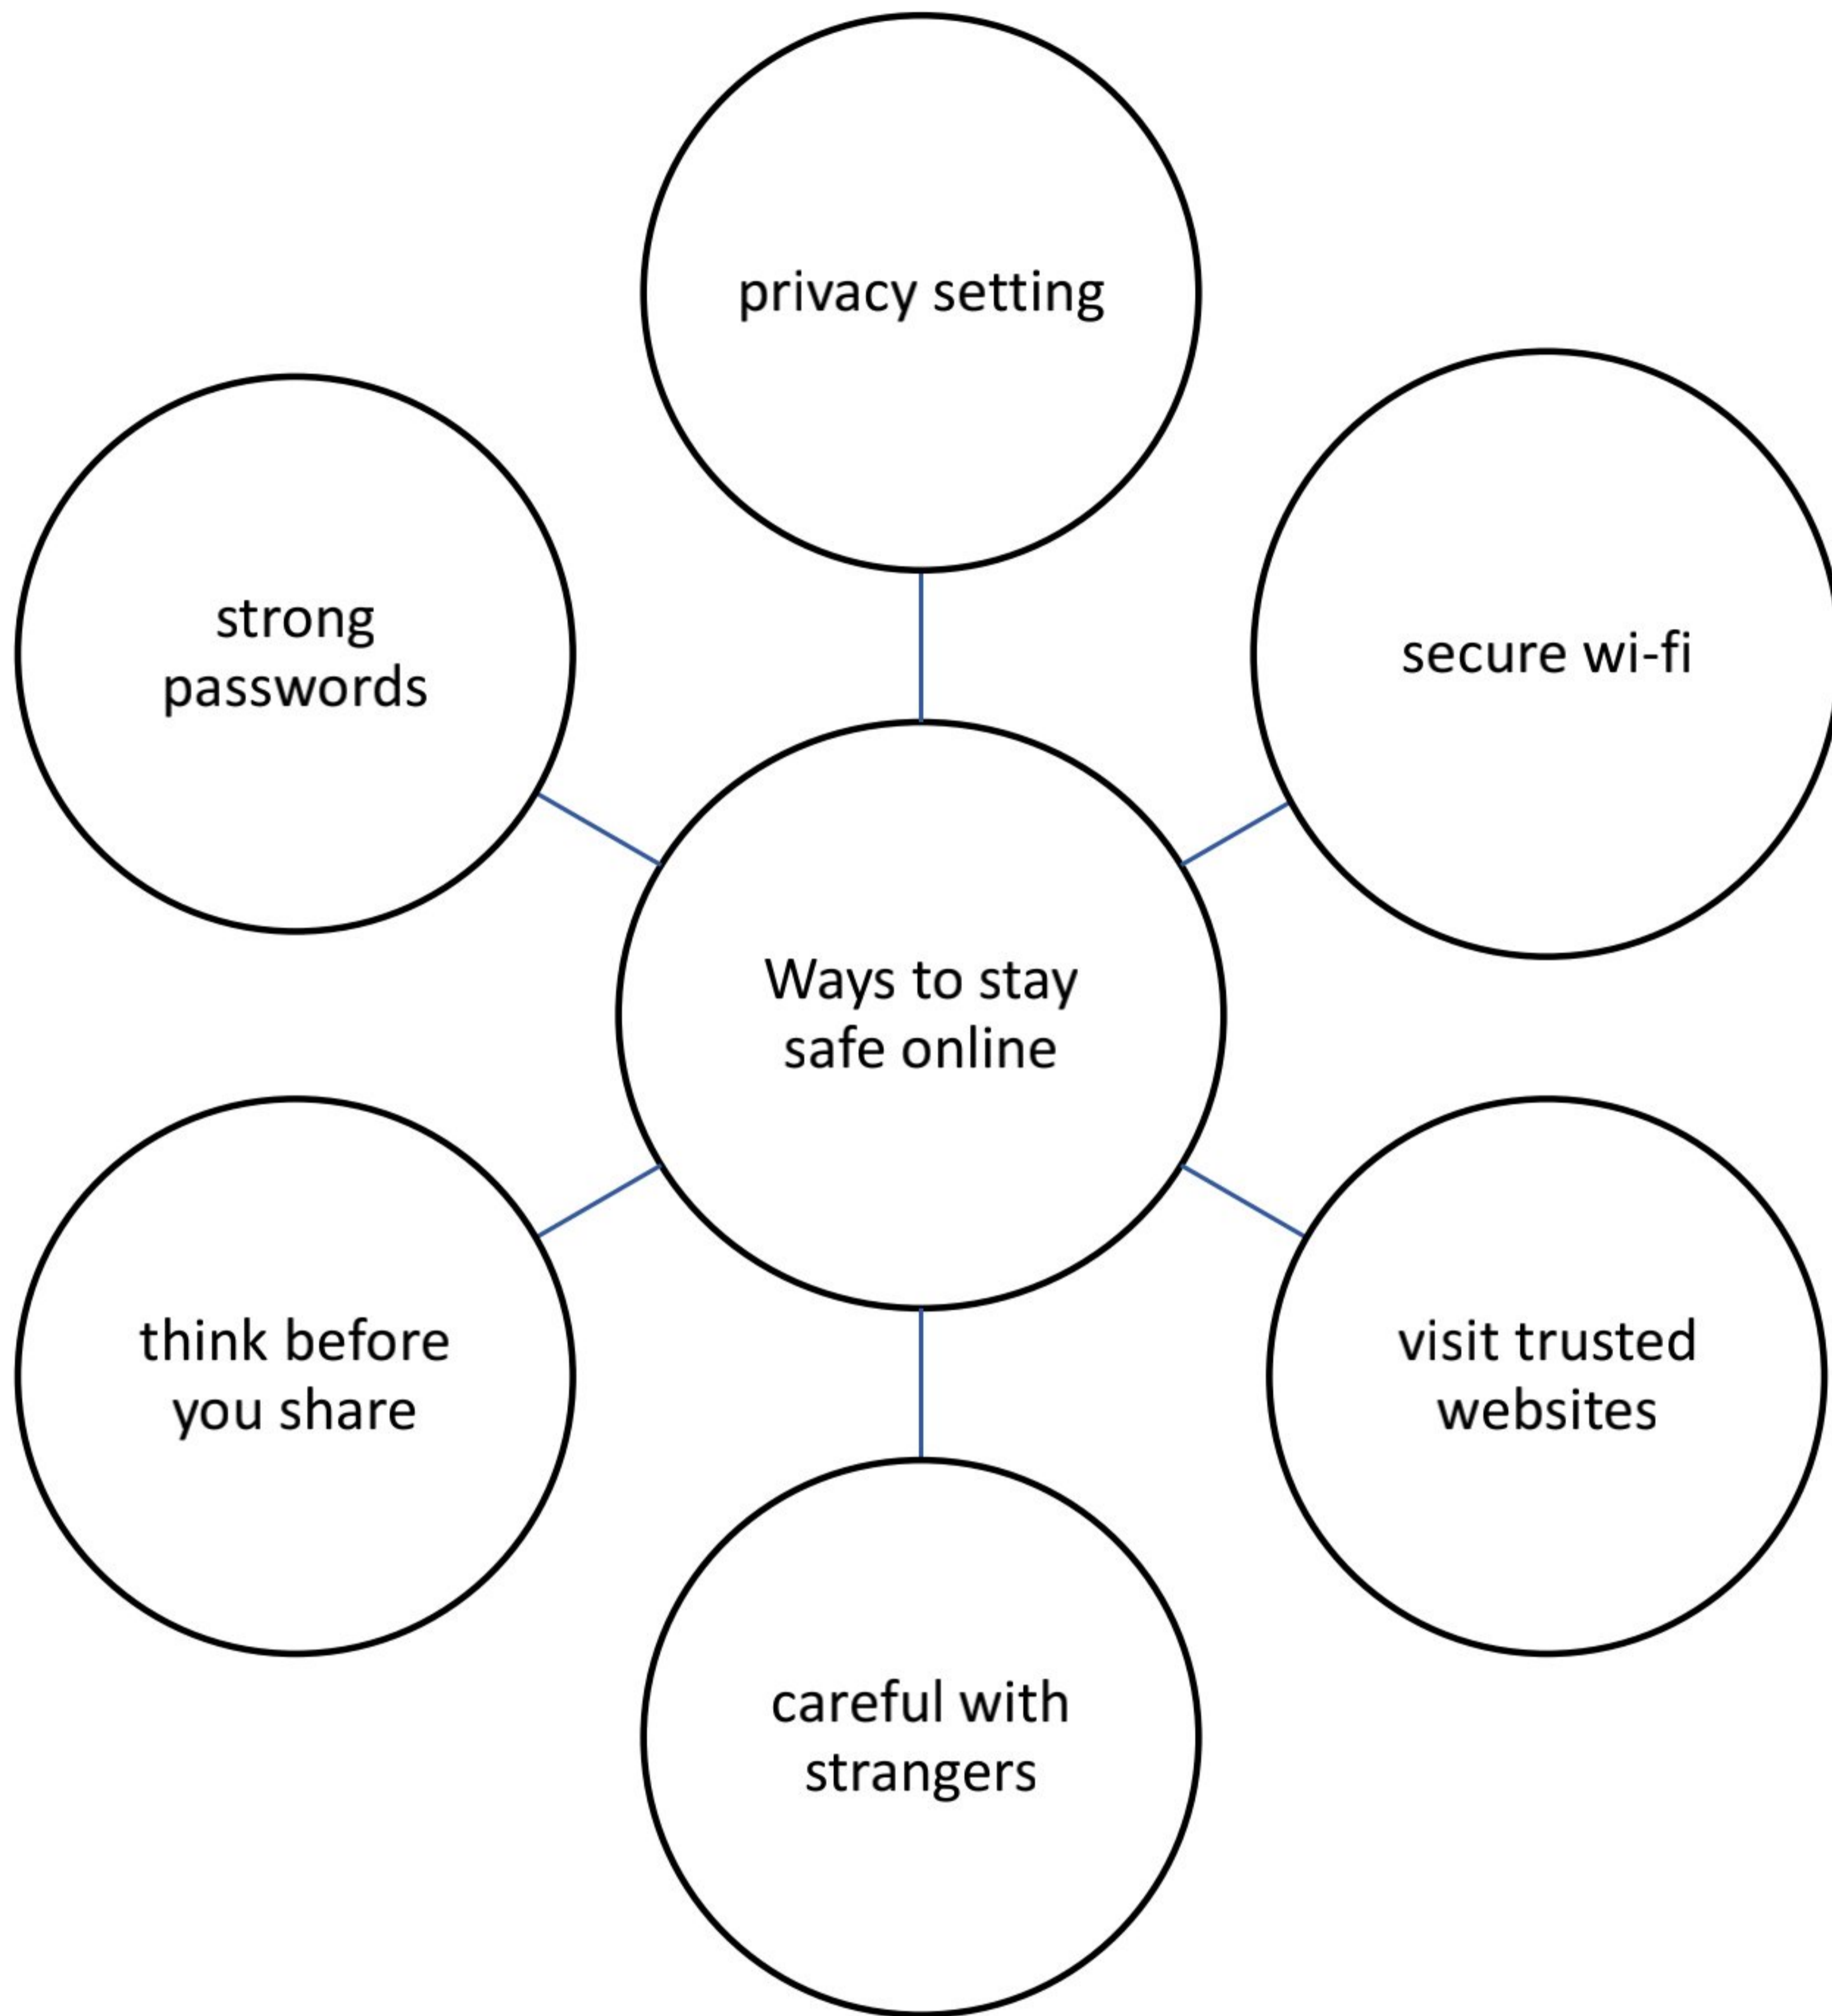 privacy setting
strong
passwords
secure wi-fi
Ways to stay
safe online
think before
you share
visit trusted
websites
careful with
strangers